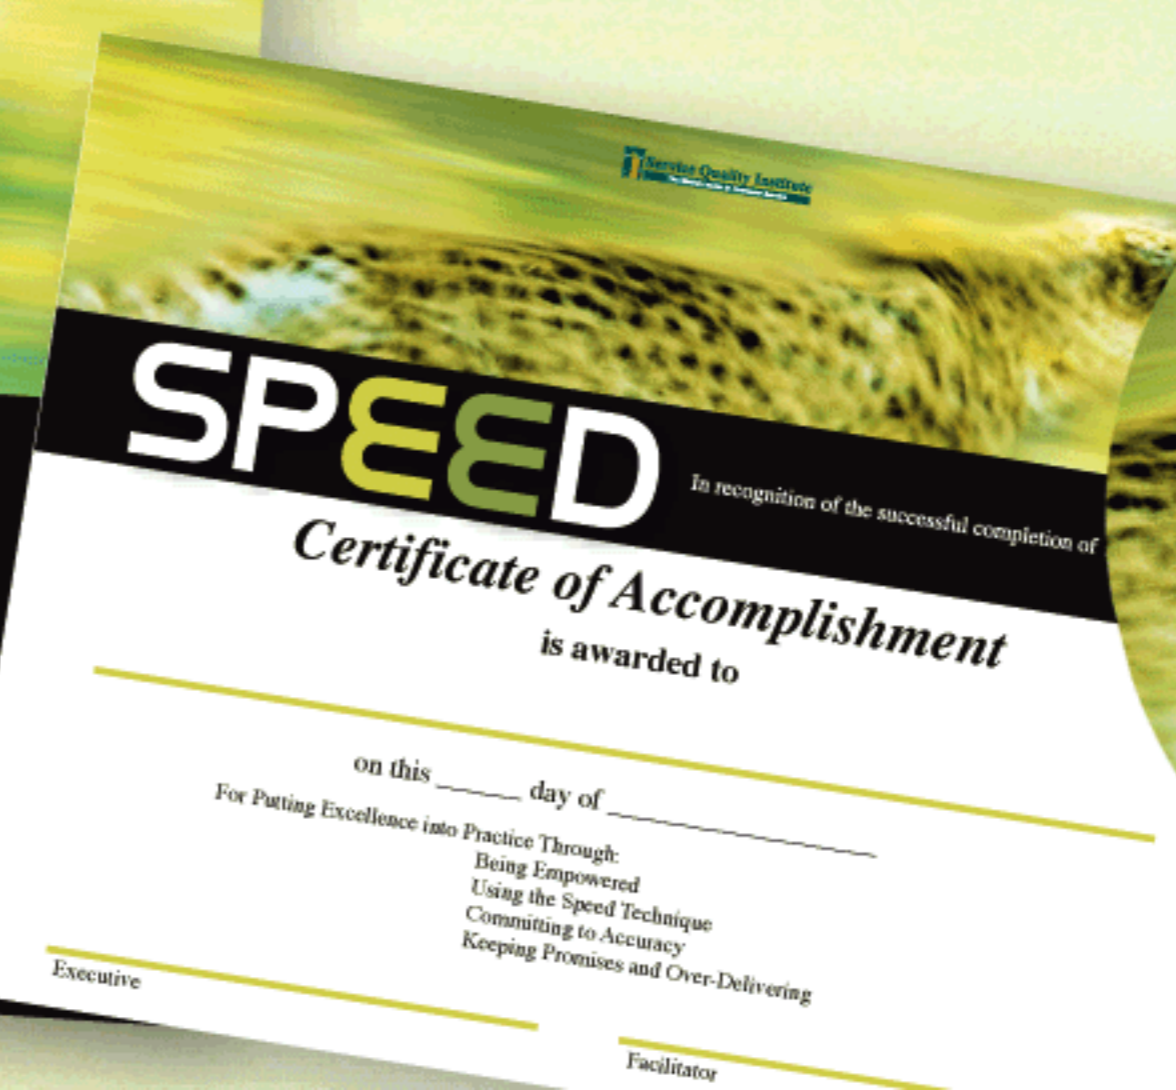 Service Quality Institute
SPEED
In recognition of the successful completion of
Certificate of Accomplishment
is awarded to
on this ______ day of ____________________
For Putting Excellence into Practice Through:
Being Empowered
Using the Speed Technique
Committing to Accuracy
Keeping Promises and Over-Delivering
Executive
Facilitator